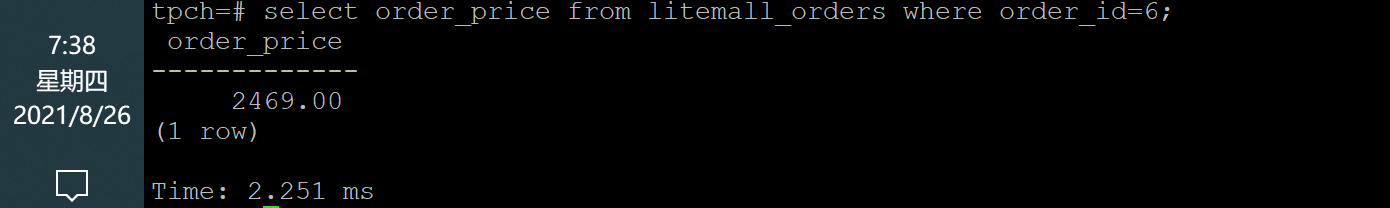 7:38
星期四
2021/8/26
tpch=# select order_price from litemall_orders where order_id=6;
order_price
-------------
2469.00
(1 row)
Time: 2.251 ms